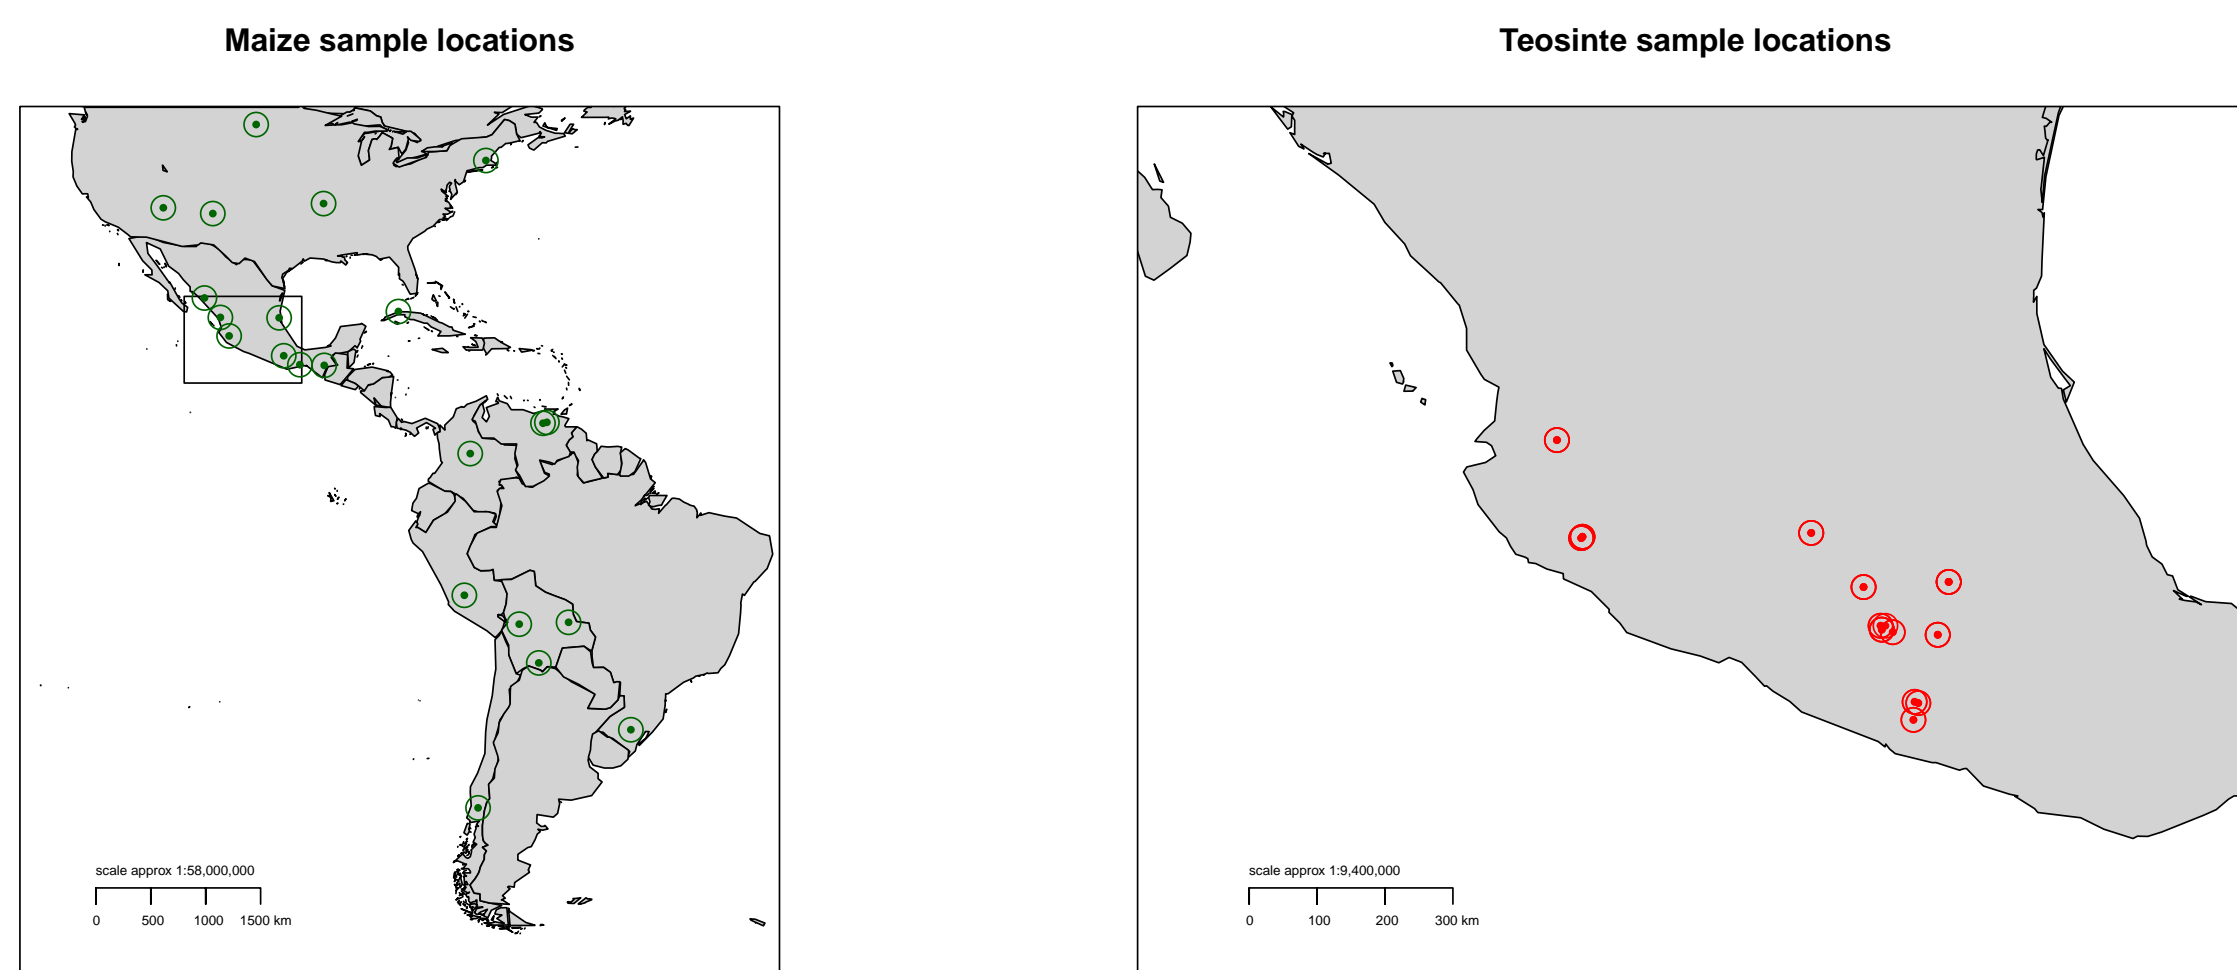 Maize sample locations
Teosinte sample locations
scale approx 1:58,000,000
0 500 1000 1500 km
scale approx 1:9,400,000
0 100 200 300 km